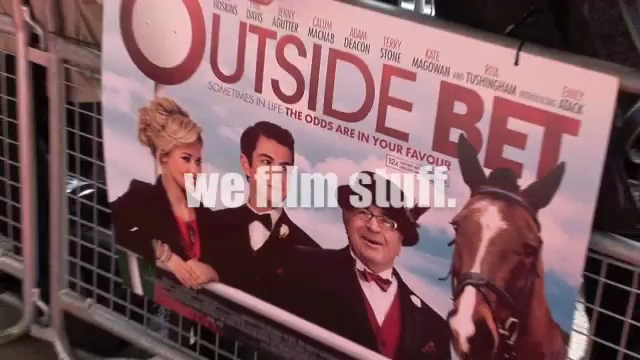 HOSKINS DAVIS JENNY AGUTTER CALUM MACNAB ADAM DEACON TERRY STONE KATE MAGOWAN AND RITA TUSHINGHAM INTRODUCING EMILY ATACK
OUTSIDE BET
SOMETIMES IN LIFE THE ODDS ARE IN YOUR FAVOUR
12A
we film stuff.